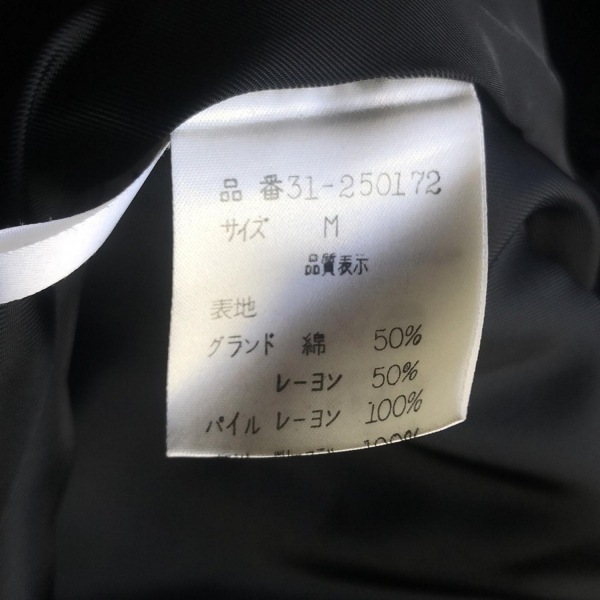 品 番31-250172
サイズ M
品質表示
表地
グランド 綿 50%
レーヨン 50%
パイル レーヨン 100%
100%